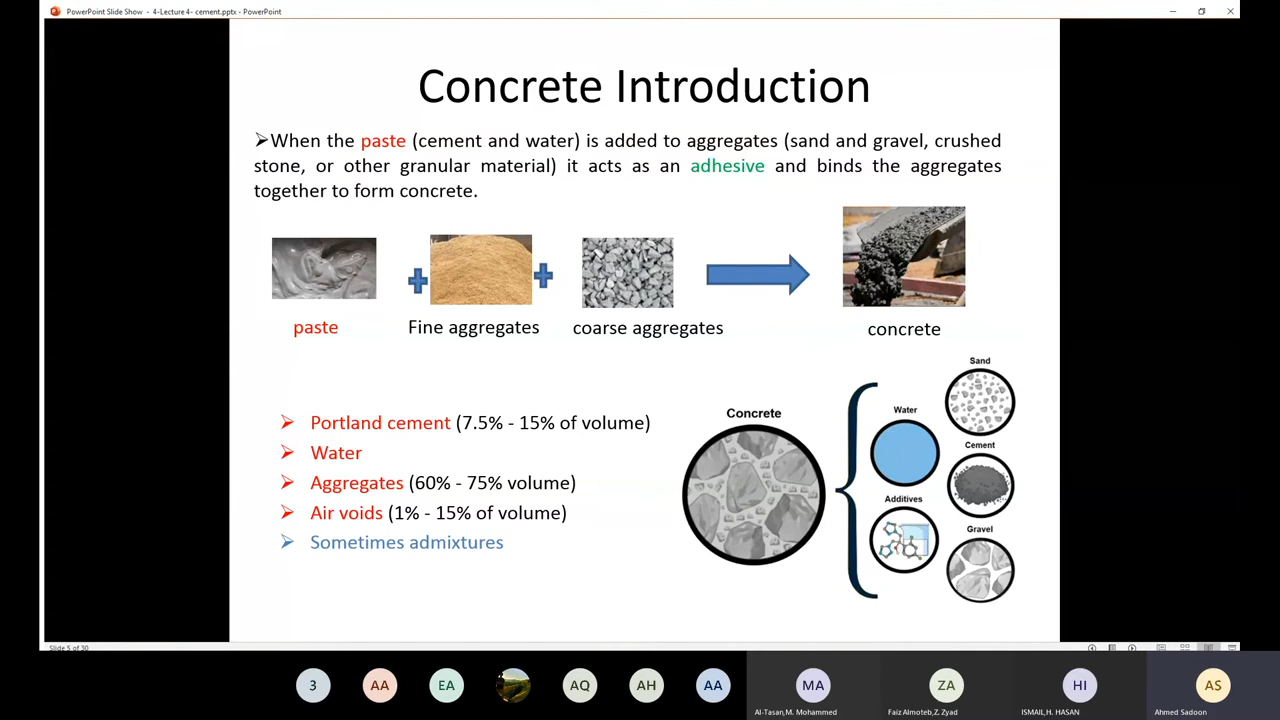 PowerPoint Slide Show - 4-Lecture 4- cement.pptx - PowerPoint
Concrete Introduction
➢When the paste (cement and water) is added to aggregates (sand and gravel, crushed
stone, or other granular material) it acts as an adhesive and binds the aggregates
together to form concrete.
paste
Fine aggregates
coarse aggregates
concrete
➢ Portland cement (7.5% - 15% of volume)
➢ Water
➢ Aggregates (60% - 75% volume)
➢ Air voids (1% - 15% of volume)
➢ Sometimes admixtures
Concrete
Sand
Water
Cement
Additives
Gravel
Slide 5 of 30
3
AA
EA
AQ
AH
AA
MA
ZA
HI
AS
Al-Tasan,M. Mohammed
Faiz Almoteb,Z. Zyad
ISMAIL,H. HASAN
Ahmed Sadoon